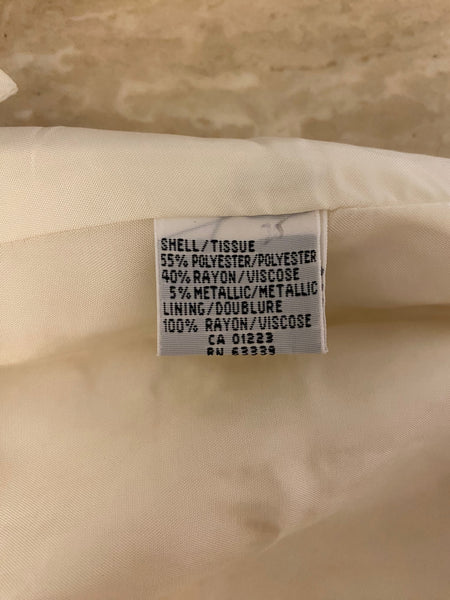 SHELL/TISSUE
55% POLYESTER/POLYESTER
40% RAYON/VISCOSE
5% METALLIC/METALLIC
LINING/DOUBLURE
100% RAYON/VISCOSE
CA 01223
RN 63339